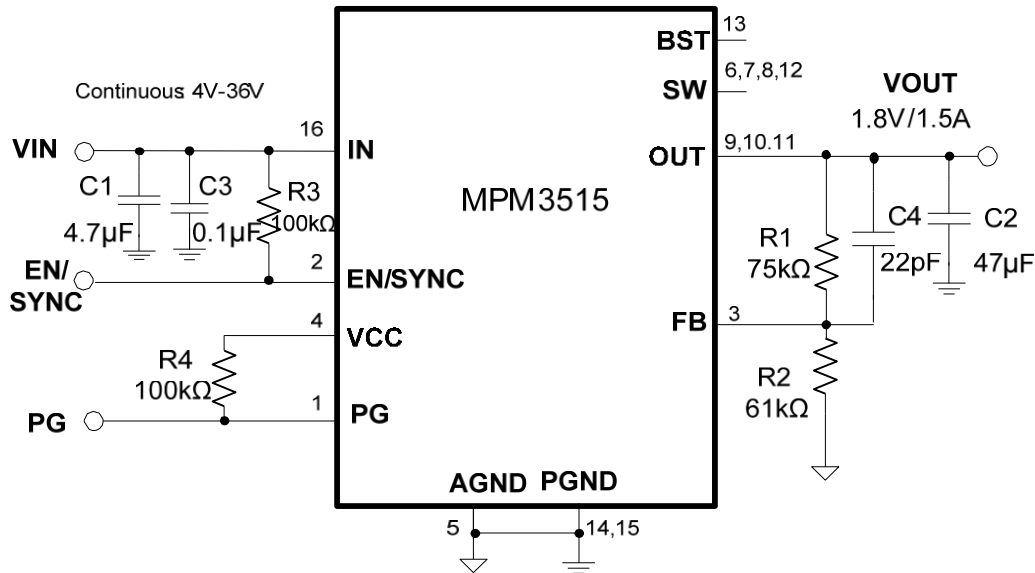 13
BST
6,7,8,12
SW
Continuous 4V-36V
VOUT
1.8V/1.5A
16
VIN
IN
9,10.11
OUT
C1
C3
R3
100kΩ
4.7µF
0.1µF
MPM3515
C4
C2
R1
75kΩ
22pF
47µF
EN/
SYNC
2
EN/SYNC
3
FB
4
VCC
R4
100kΩ
R2
61kΩ
1
PG
PG
AGND
PGND
5
14,15